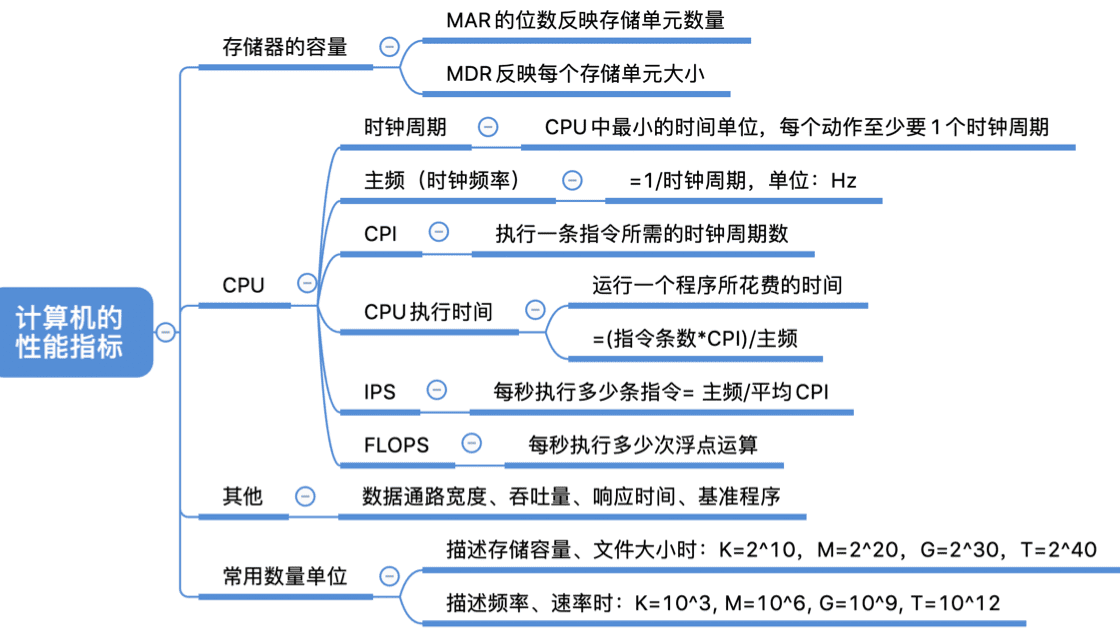 计算机的
性能指标
存储器的容量
MAR的位数反映存储单元数量
MDR反映每个存储单元大小
CPU
时钟周期
CPU中最小的时间单位，每个动作至少要1个时钟周期
主频（时钟频率）
=1/时钟周期，单位：Hz
CPI
执行一条指令所需的时钟周期数
CPU执行时间
运行一个程序所花费的时间
=(指令条数*CPI)/主频
IPS
每秒执行多少条指令= 主频/平均CPI
FLOPS
每秒执行多少次浮点运算
其他
数据通路宽度、吞吐量、响应时间、基准程序
常用数量单位
描述存储容量、文件大小时：K=2^10，M=2^20，G=2^30，T=2^40
描述频率、速率时：K=10^3, M=10^6, G=10^9, T=10^12